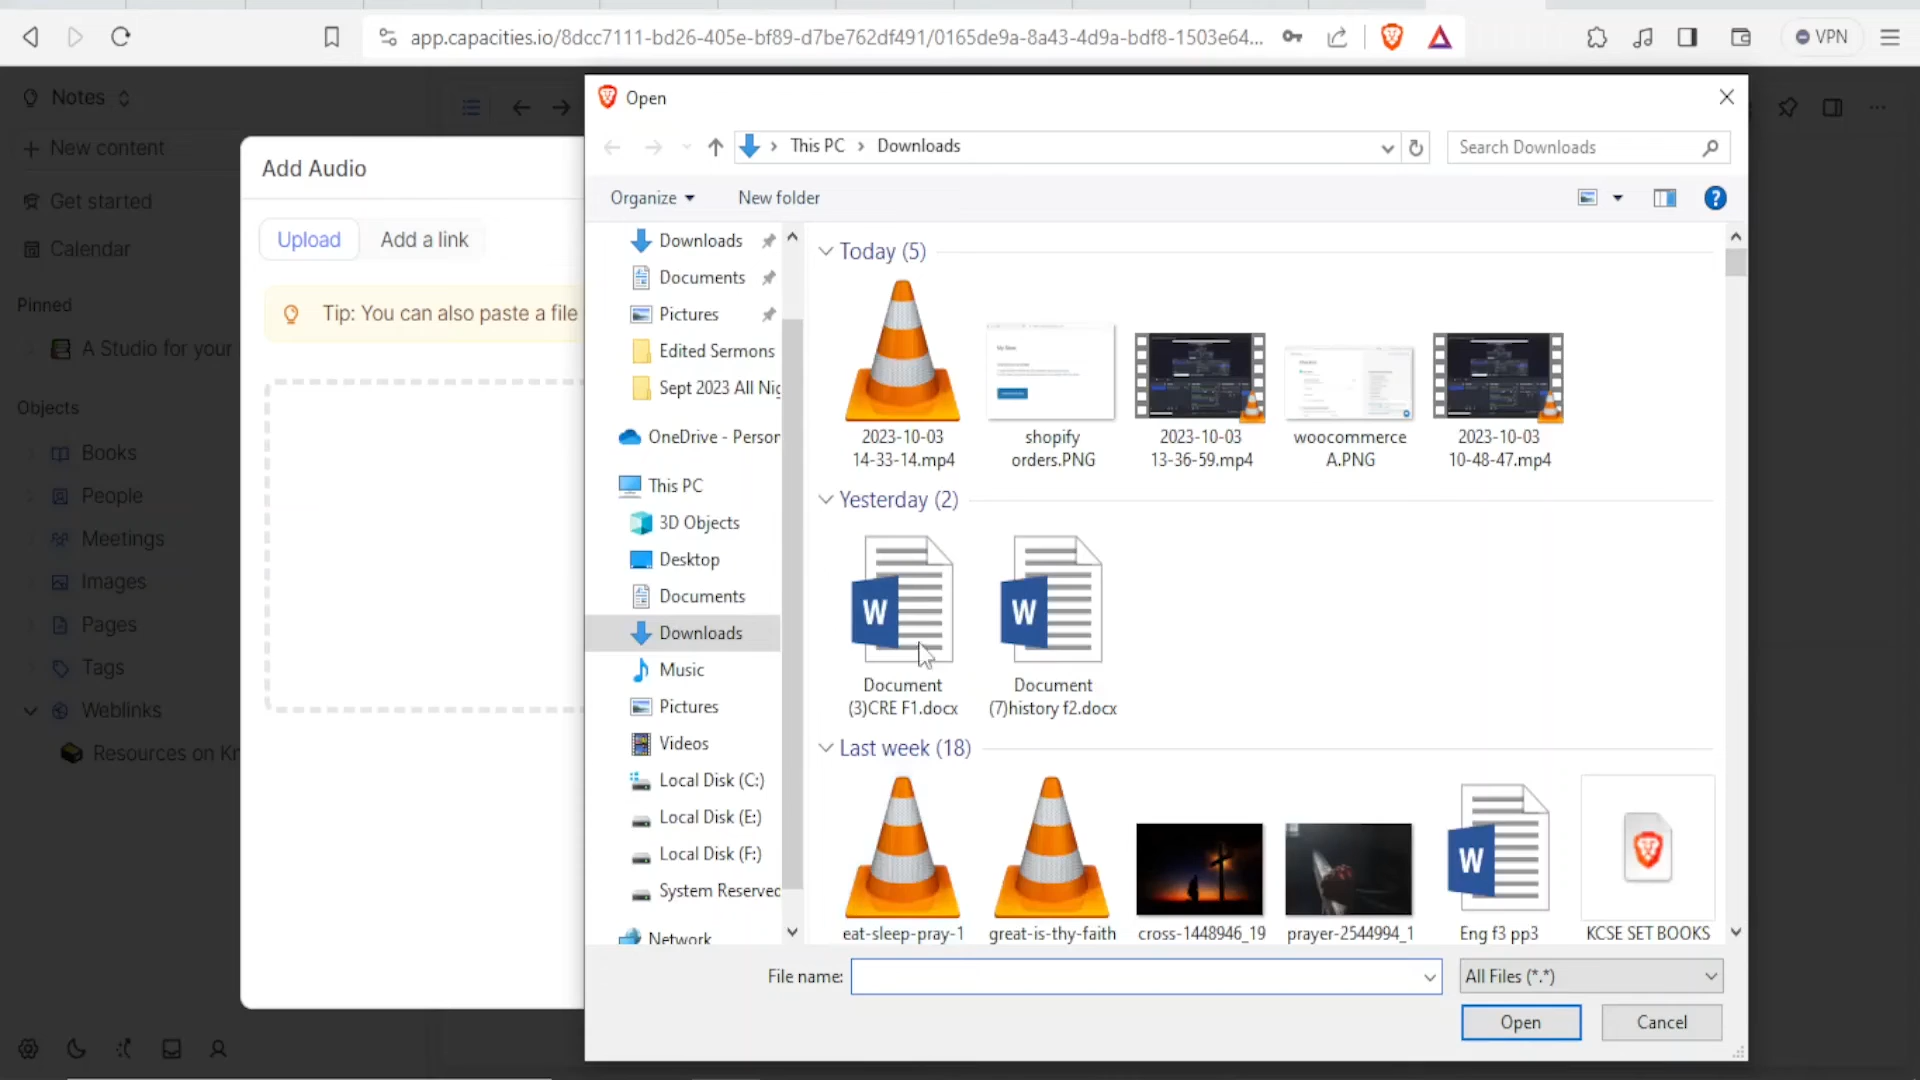 app.capacities.io/8dcc7111-bd26-405e-bf89-d7be762df491/0165de9a-8a43-4d9a-bdf8-1503e64...
VPN
Notes
New content
Get started
Calendar
Pinned
A Studio for your
Objects
Books
People
Meetings
Images
Pages
Tags
Weblinks
Resources on Kn
Add Audio
Upload
Add a link
Tip: You can also paste a file
Open
This PC > Downloads
Search Downloads
Organize
New folder
Downloads
Documents
Pictures
Edited Sermons
Sept 2023 All Nig
OneDrive - Person
This PC
3D Objects
Desktop
Documents
Downloads
Music
Pictures
Videos
Local Disk (C:)
Local Disk (E:)
Local Disk (F:)
System Reserved
Network
Today (5)
2023-10-03
14-33-14.mp4
shopify
orders.PNG
2023-10-03
13-36-59.mp4
woocommerce
A.PNG
2023-10-03
10-48-47.mp4
Yesterday (2)
W
Document
(3)CRE F1.docx
W
Document
(7)history f2.docx
Last week (18)
eat-sleep-pray-1
great-is-thy-faith
cross-1448946_19
prayer-2544994_1
W
Eng f3 pp3
KCSE SET BOOKS
File name:
All Files (*.*)
Open
Cancel